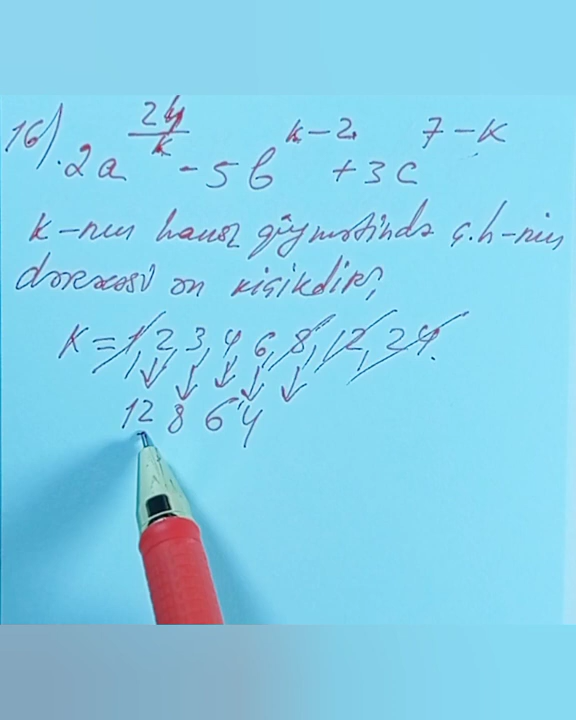 16). 2a^(24/k) - 5b^(k-2) + 3c^(7-k)
k-nın hansı qiymətində ç.h-nin
dərəcəsi ən kiçikdir?
K = 1, 2, 3, 4, 6, 8, 12, 24.
12 8 6 4